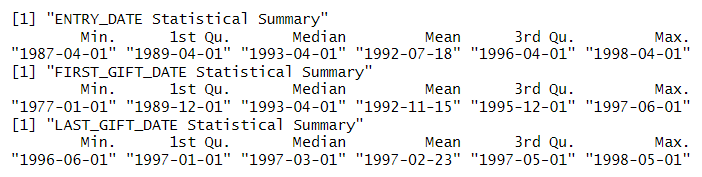 [1] "ENTRY_DATE Statistical Summary"
        Min.      1st Qu.       Median         Mean      3rd Qu.         Max.
"1987-04-01" "1989-04-01" "1993-04-01" "1992-07-18" "1996-04-01" "1998-04-01"
[1] "FIRST_GIFT_DATE Statistical Summary"
        Min.      1st Qu.       Median         Mean      3rd Qu.         Max.
"1977-01-01" "1989-12-01" "1993-04-01" "1992-11-15" "1995-12-01" "1997-06-01"
[1] "LAST_GIFT_DATE Statistical Summary"
        Min.      1st Qu.       Median         Mean      3rd Qu.         Max.
"1996-06-01" "1997-01-01" "1997-03-01" "1997-02-23" "1997-05-01" "1998-05-01"